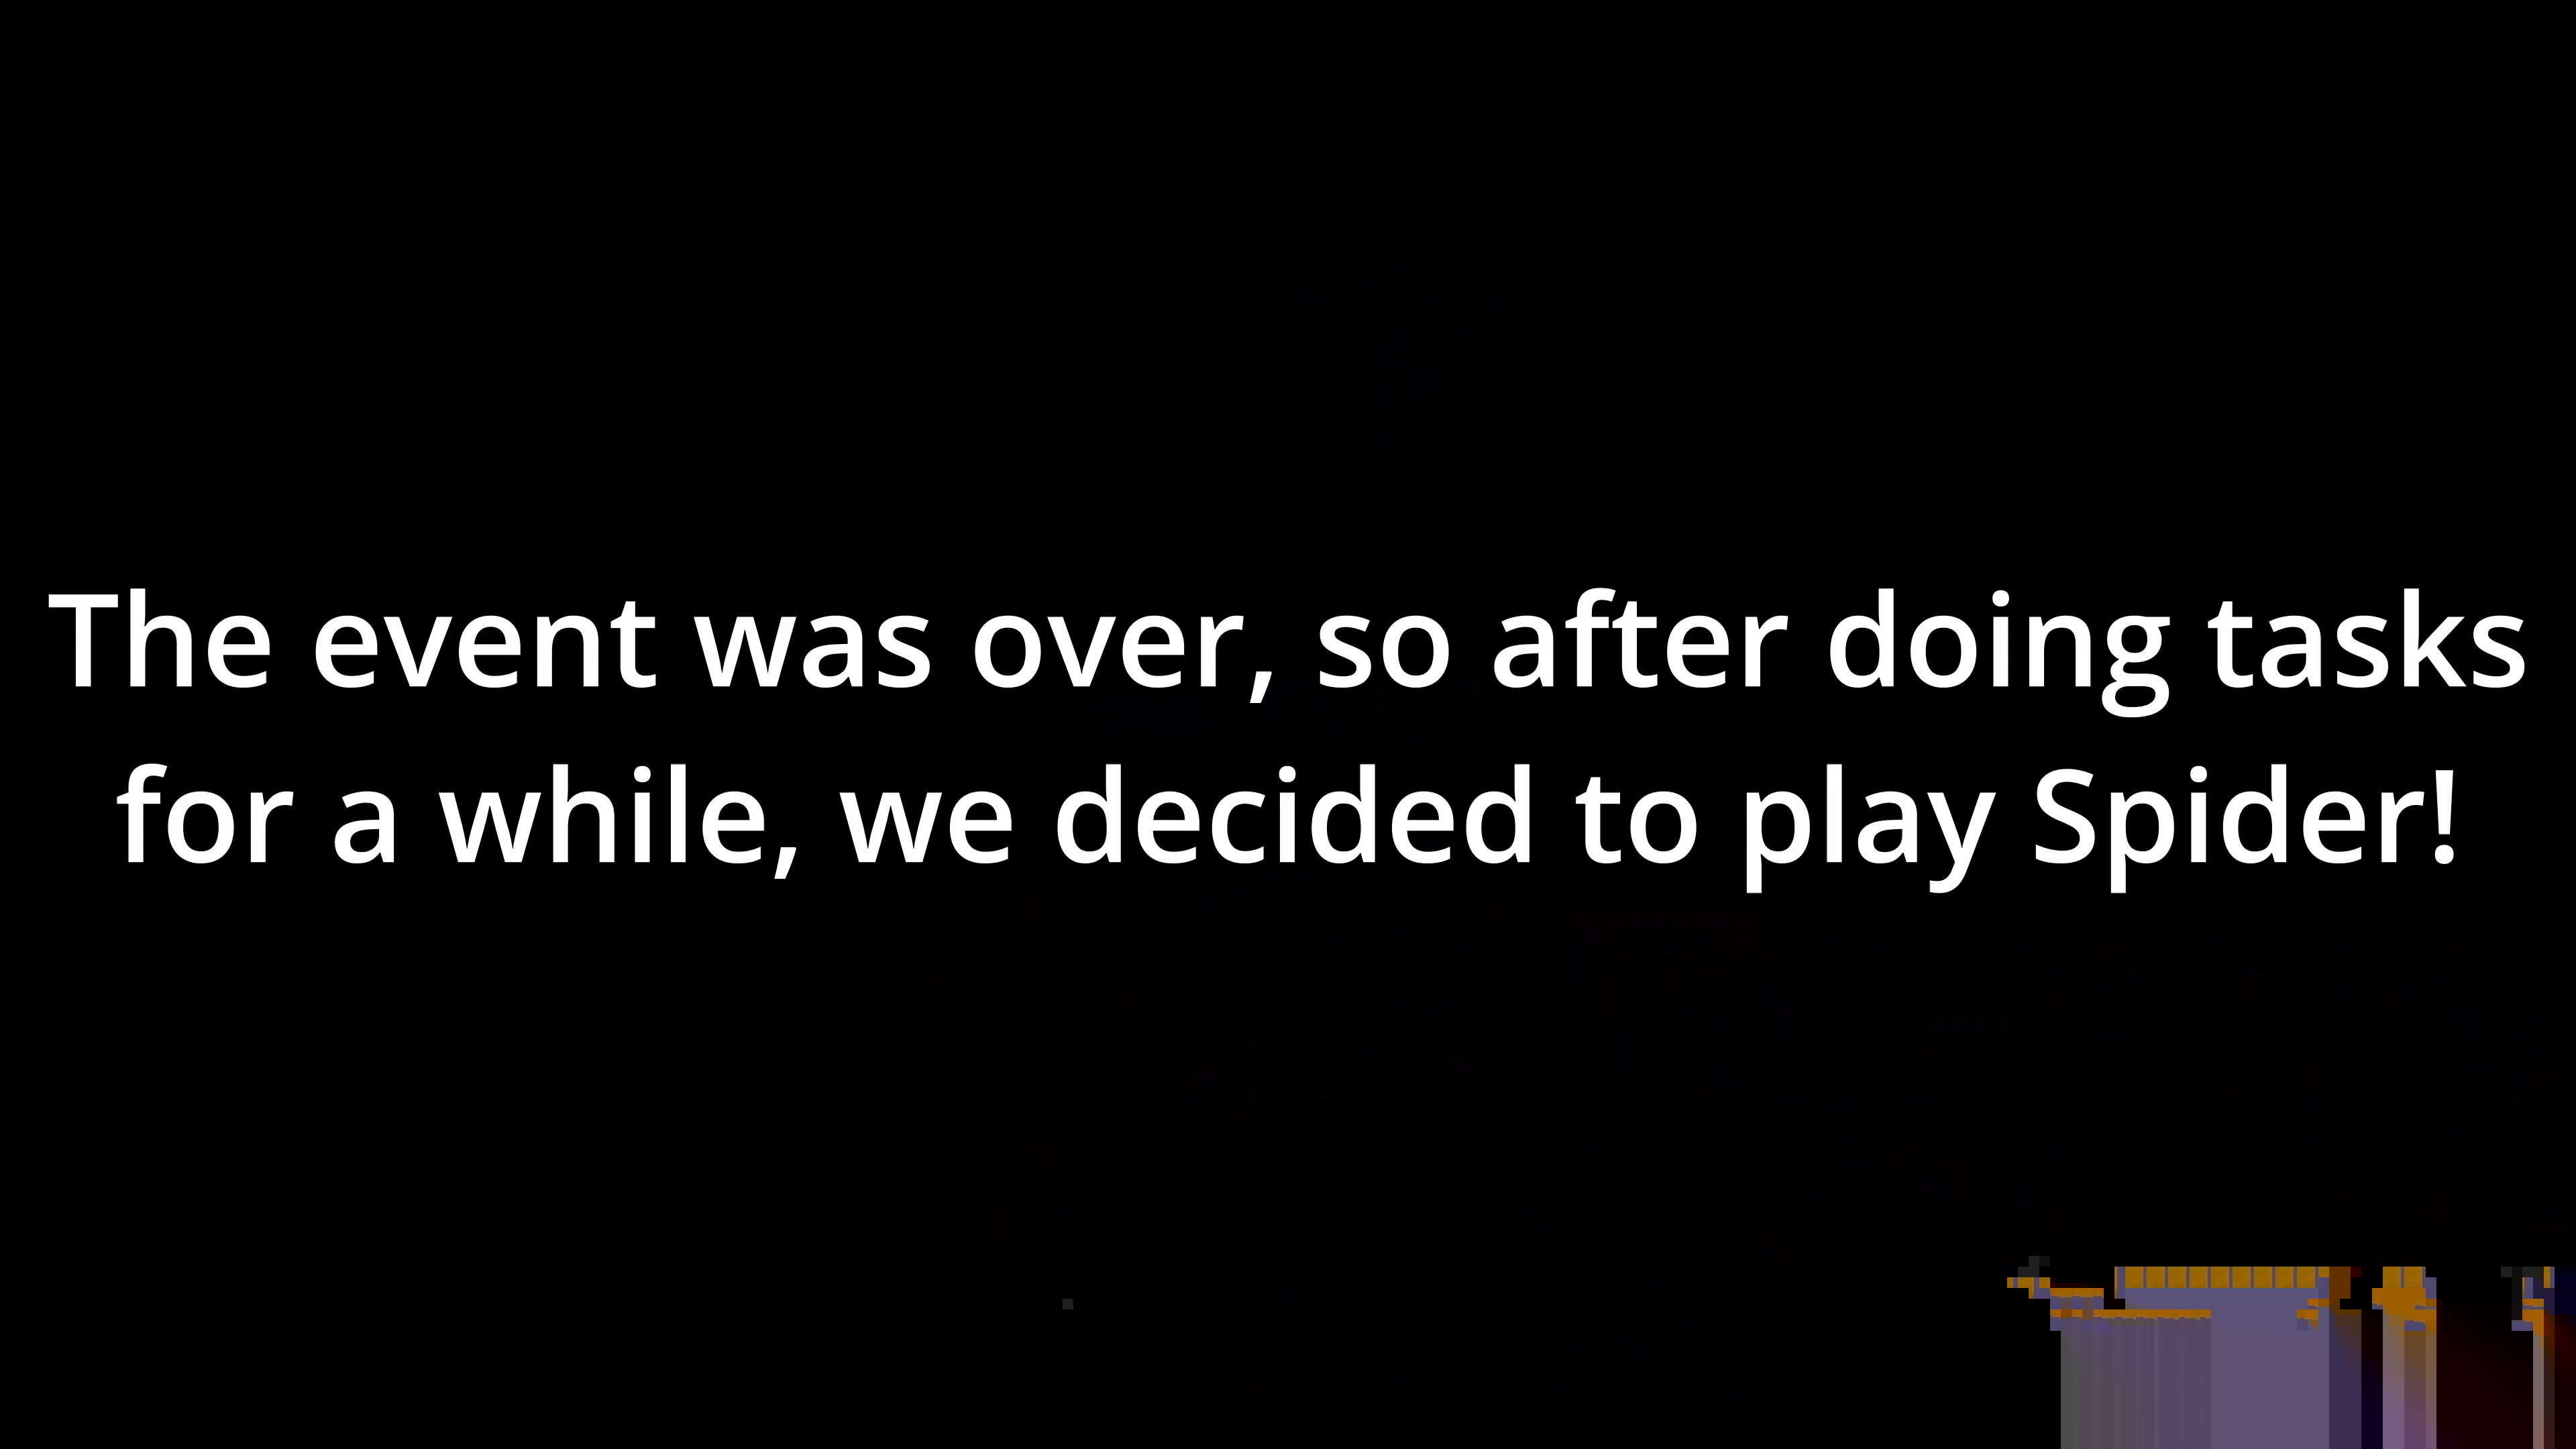 The event was over, so after doing tasks
for a while, we decided to play Spider!